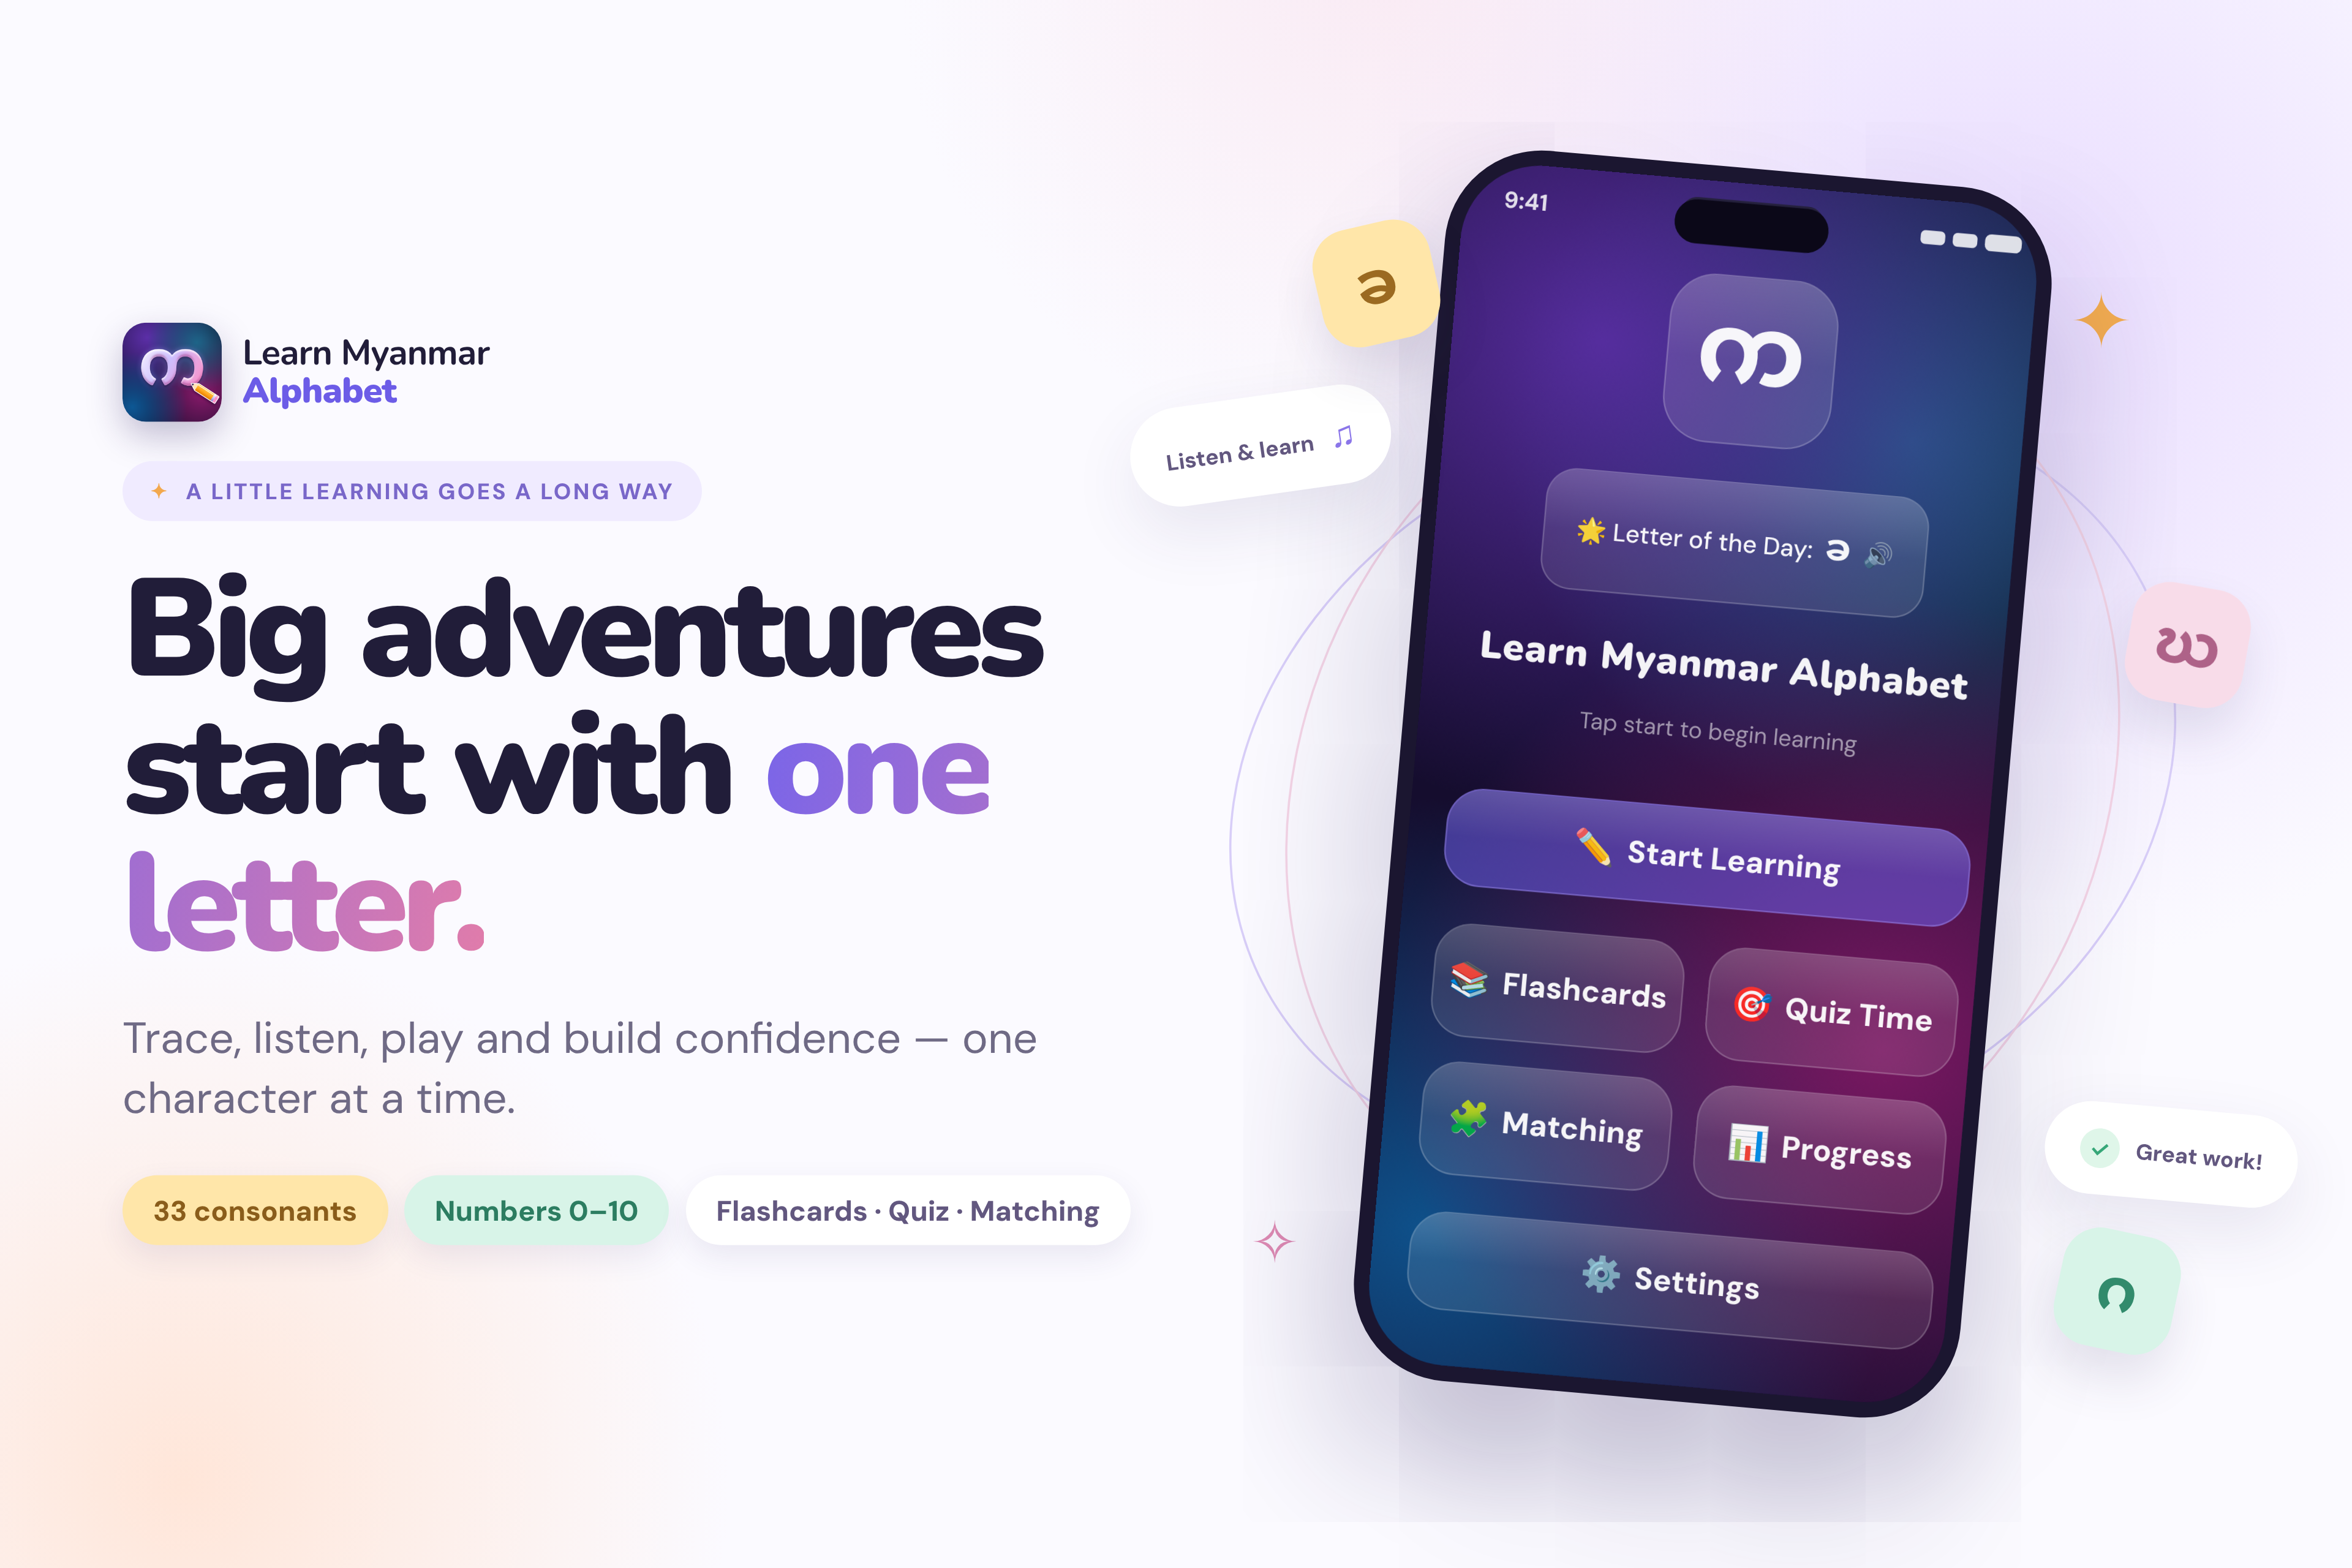 Learn Myanmar
Alphabet
A LITTLE LEARNING GOES A LONG WAY
Big adventures
start with one
letter.
Trace, listen, play and build confidence — one
character at a time.
33 consonants
Numbers 0–10
Flashcards · Quiz · Matching
9:41
က
🌟 Letter of the Day: ခ 🔊
Learn Myanmar Alphabet
Tap start to begin learning
✏️ Start Learning
📚 Flashcards
🎯 Quiz Time
🧩 Matching
📊 Progress
⚙️ Settings
ခ
Listen & learn ♫
ဃ
Great work!
ဂ